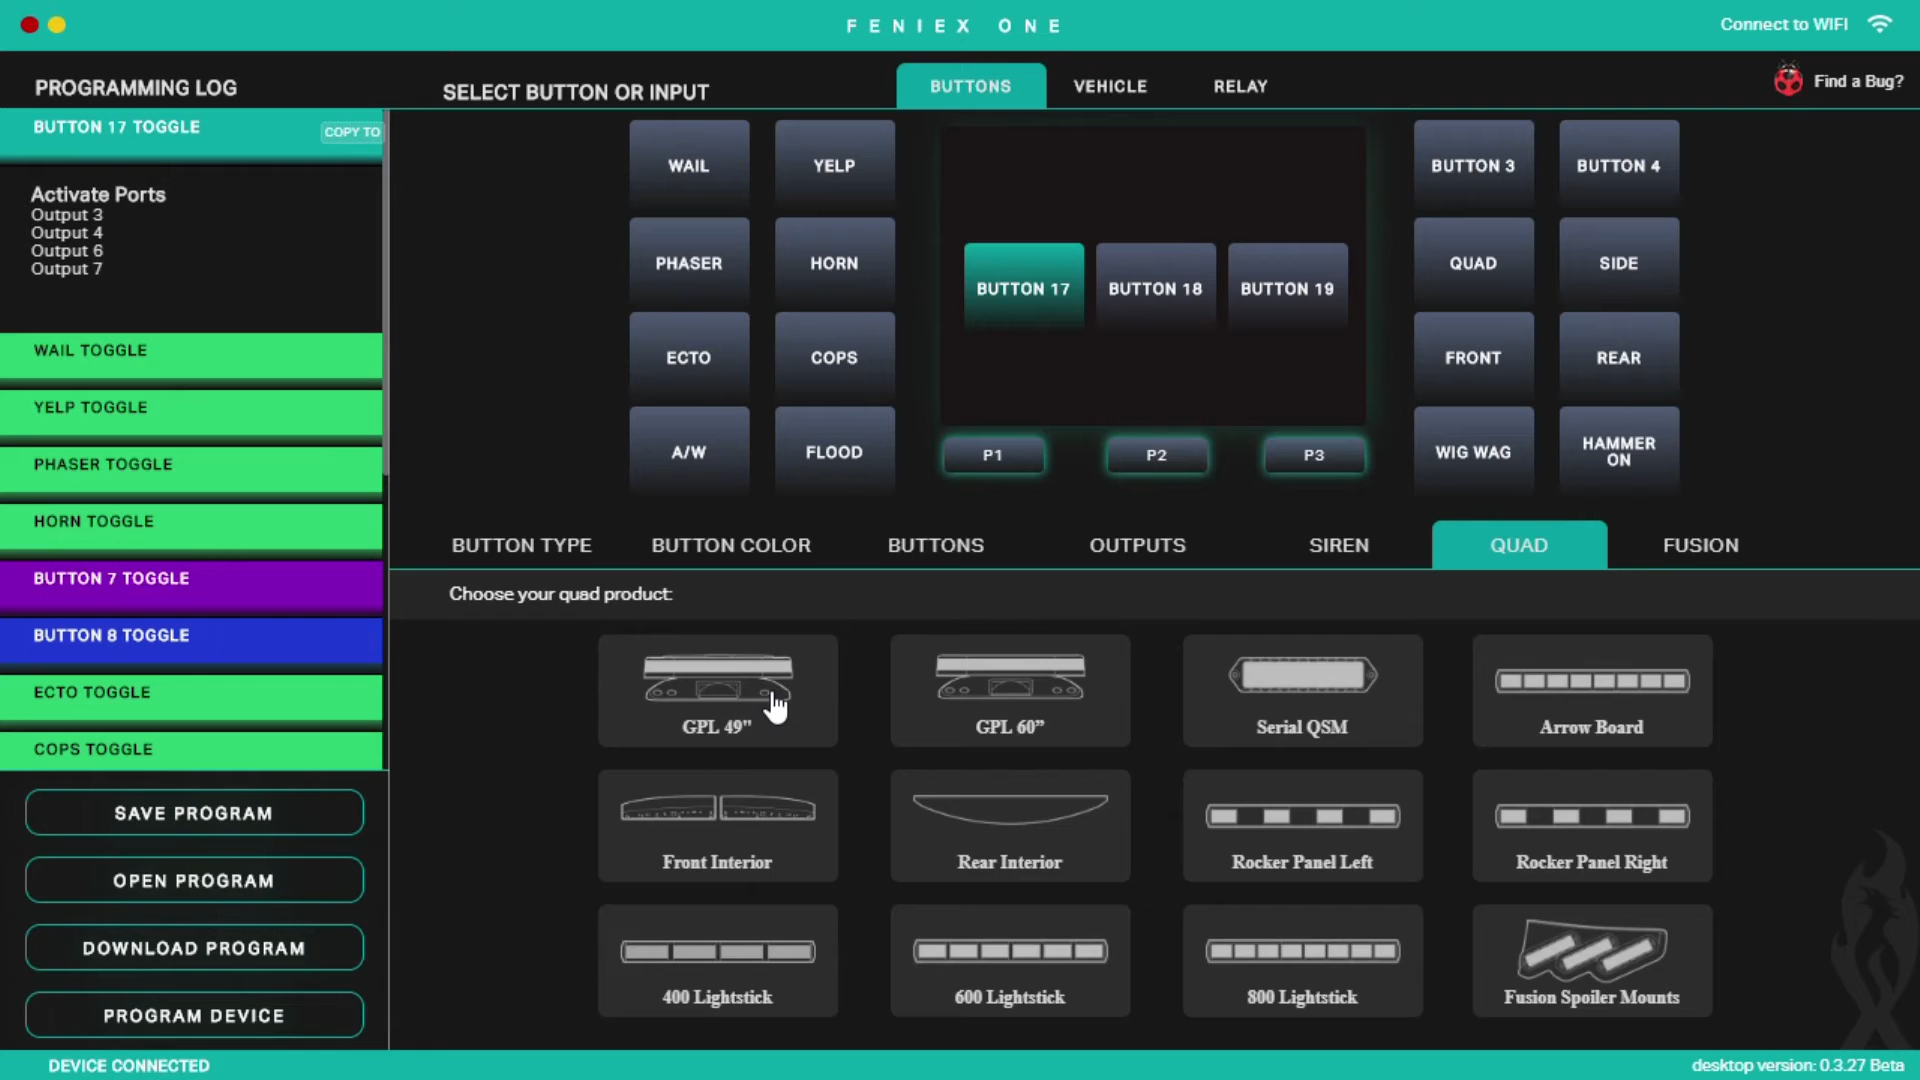 FENIEX ONE
Connect to WIFI
PROGRAMMING LOG
SELECT BUTTON OR INPUT
BUTTONS
VEHICLE
RELAY
Find a Bug?
BUTTON 17 TOGGLE
COPY TO
Activate Ports
Output 3
Output 4
Output 6
Output 7
WAIL TOGGLE
YELP TOGGLE
PHASER TOGGLE
HORN TOGGLE
BUTTON 7 TOGGLE
BUTTON 8 TOGGLE
ECTO TOGGLE
COPS TOGGLE
SAVE PROGRAM
OPEN PROGRAM
DOWNLOAD PROGRAM
PROGRAM DEVICE
WAIL
YELP
PHASER
HORN
ECTO
COPS
A/W
FLOOD
BUTTON 17
BUTTON 18
BUTTON 19
P1
P2
P3
BUTTON 3
BUTTON 4
QUAD
SIDE
FRONT
REAR
WIG WAG
HAMMER
ON
BUTTON TYPE
BUTTON COLOR
BUTTONS
OUTPUTS
SIREN
QUAD
FUSION
Choose your quad product:
GPL 49"
GPL 60”
Serial QSM
Arrow Board
Front Interior
Rear Interior
Rocker Panel Left
Rocker Panel Right
400 Lightstick
600 Lightstick
800 Lightstick
Fusion Spoiler Mounts
DEVICE CONNECTED
desktop version: 0.3.27 Beta